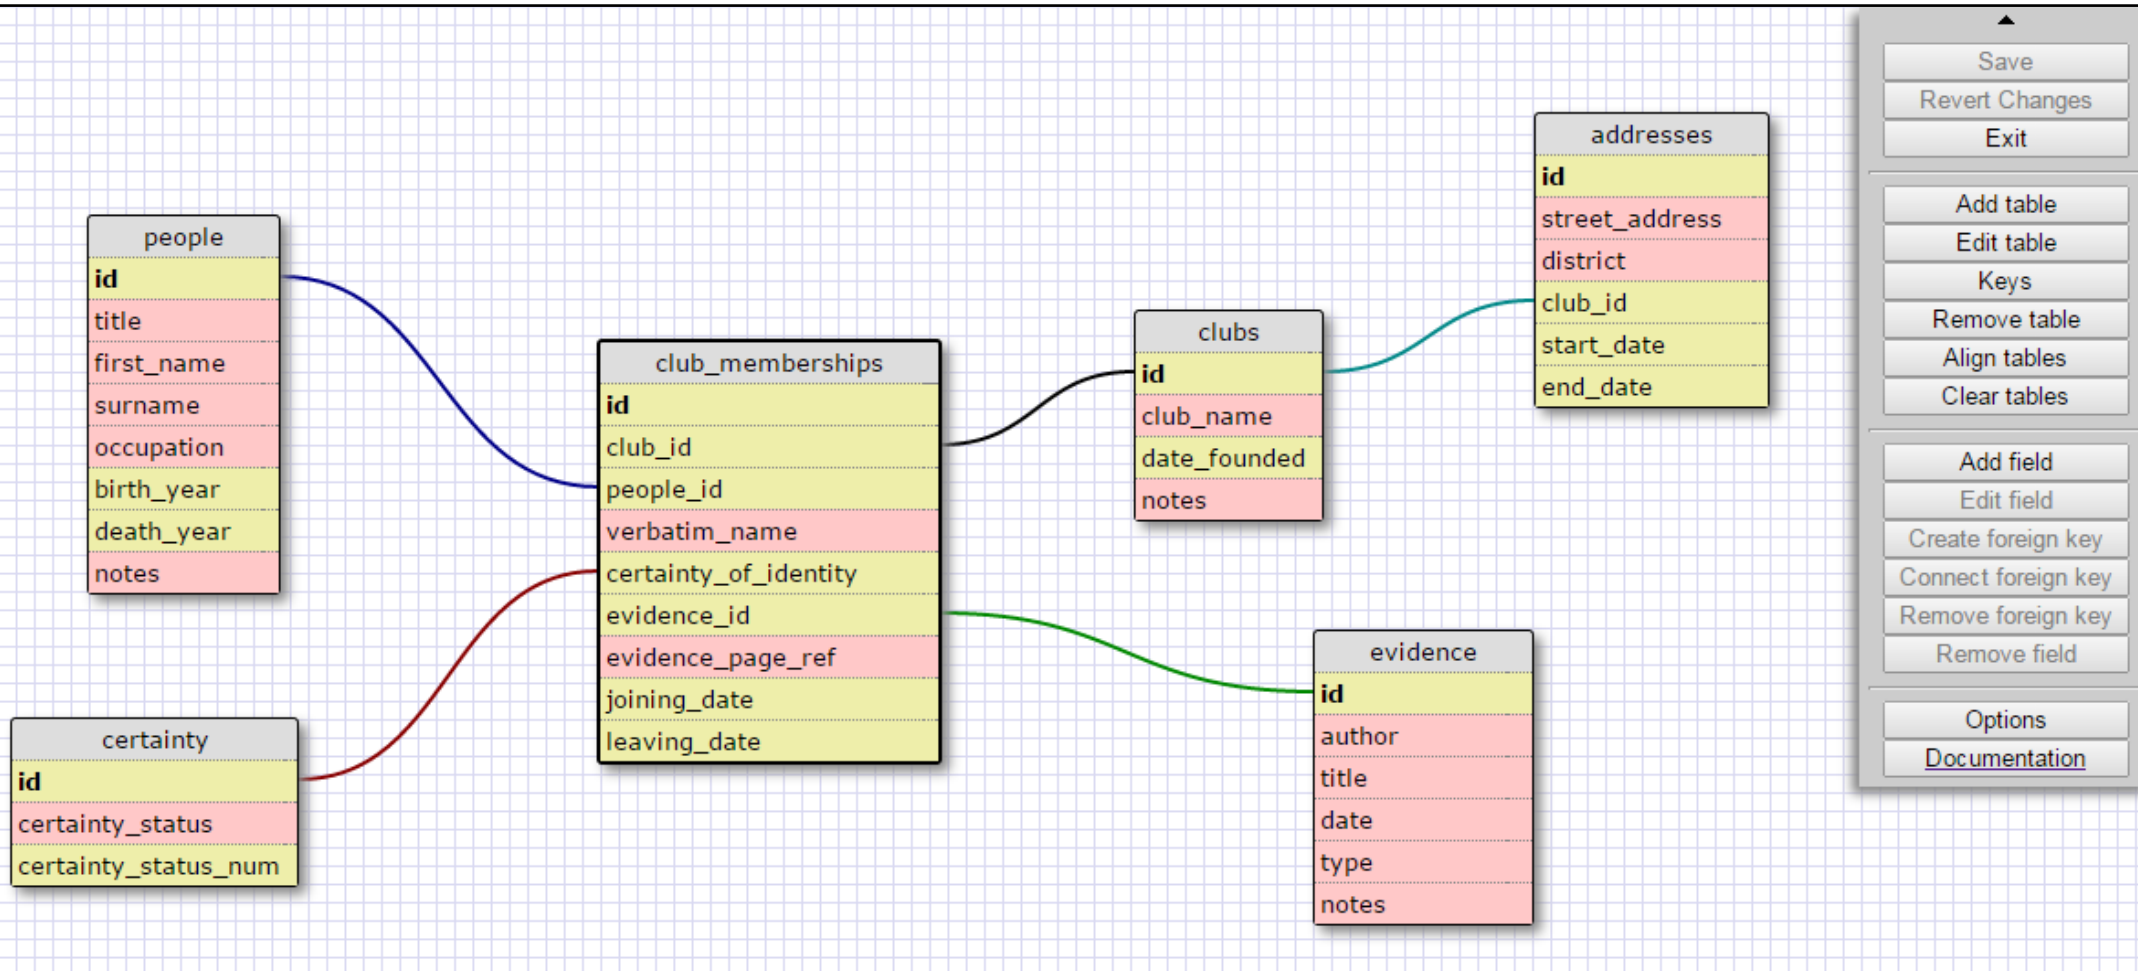 people
id
title
first_name
surname
occupation
birth_year
death_year
notes
certainty
id
certainty_status
certainty_status_num
club_memberships
id
club_id
people_id
verbatim_name
certainty_of_identity
evidence_id
evidence_page_ref
joining_date
leaving_date
clubs
id
club_name
date_founded
notes
evidence
id
author
title
date
type
notes
addresses
id
street_address
district
club_id
start_date
end_date
Save
Revert Changes
Exit
Add table
Edit table
Keys
Remove table
Align tables
Clear tables
Add field
Edit field
Create foreign key
Connect foreign key
Remove foreign key
Remove field
Options
Documentation